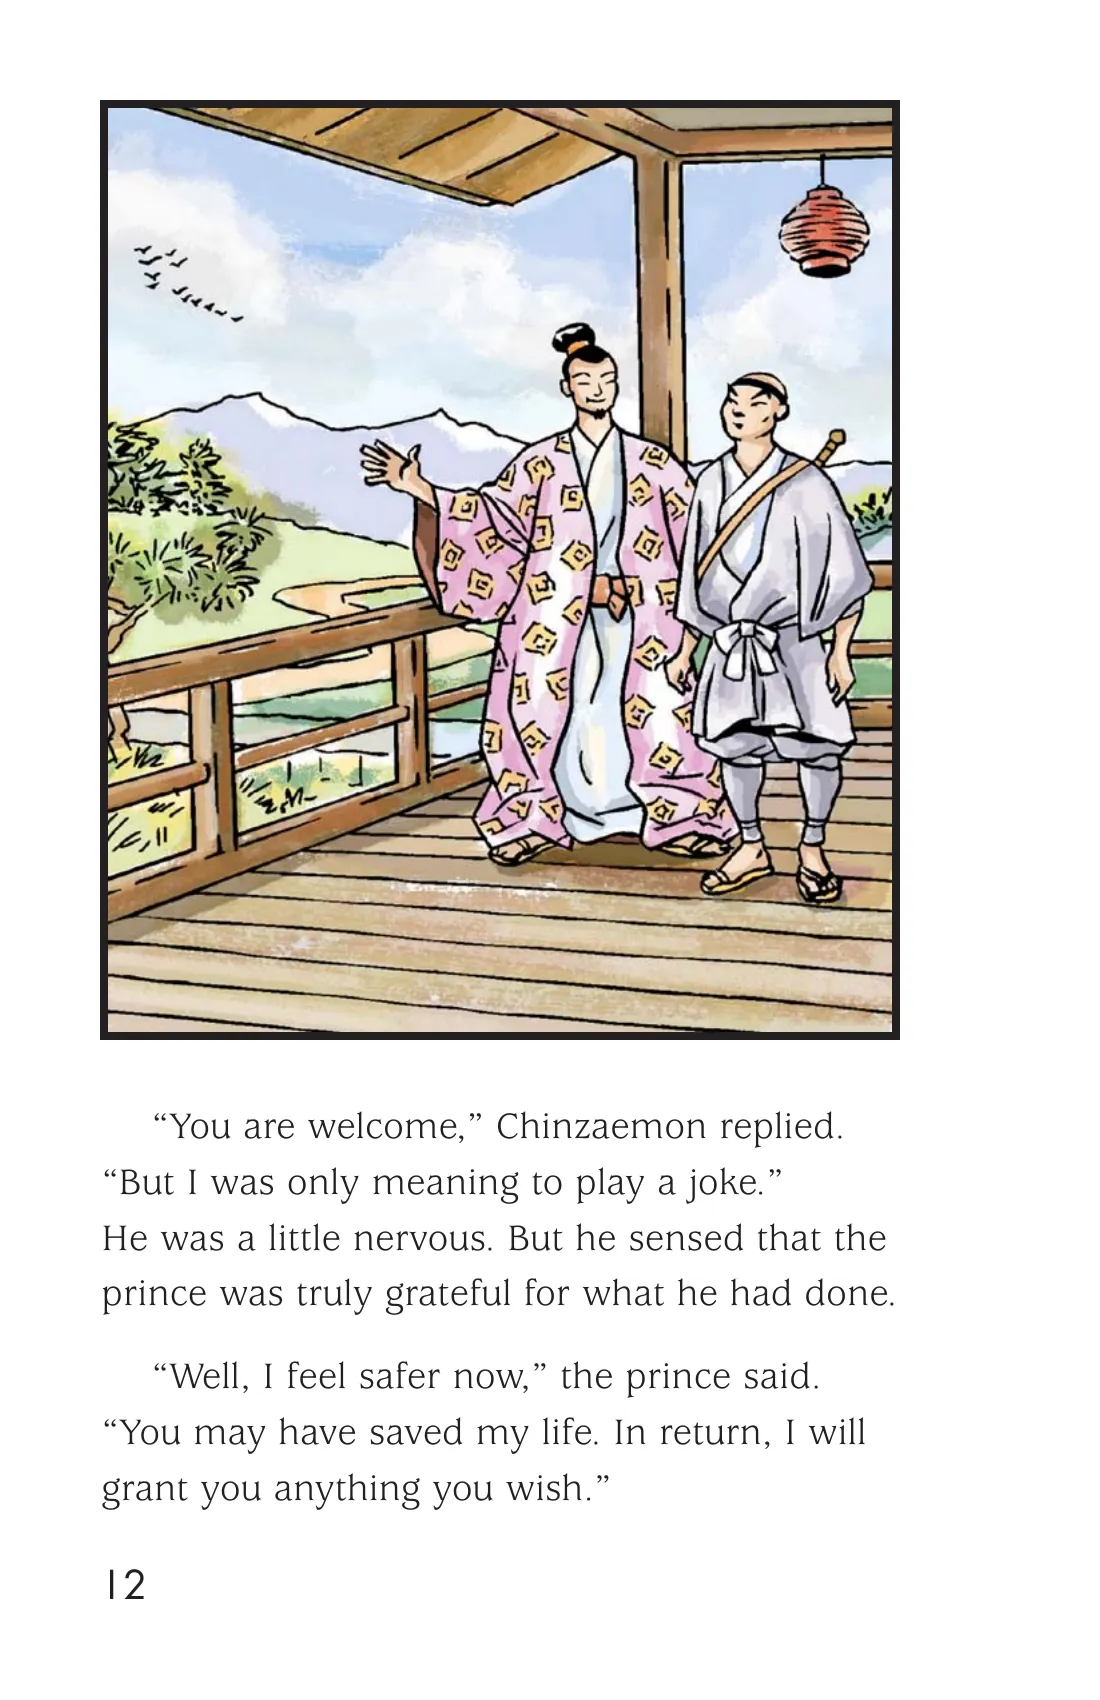 “You are welcome,” Chinzaemon replied.
“But I was only meaning to play a joke.”
He was a little nervous. But he sensed that the
prince was truly grateful for what he had done.
“Well, I feel safer now,” the prince said.
“You may have saved my life. In return, I will
grant you anything you wish.”
12